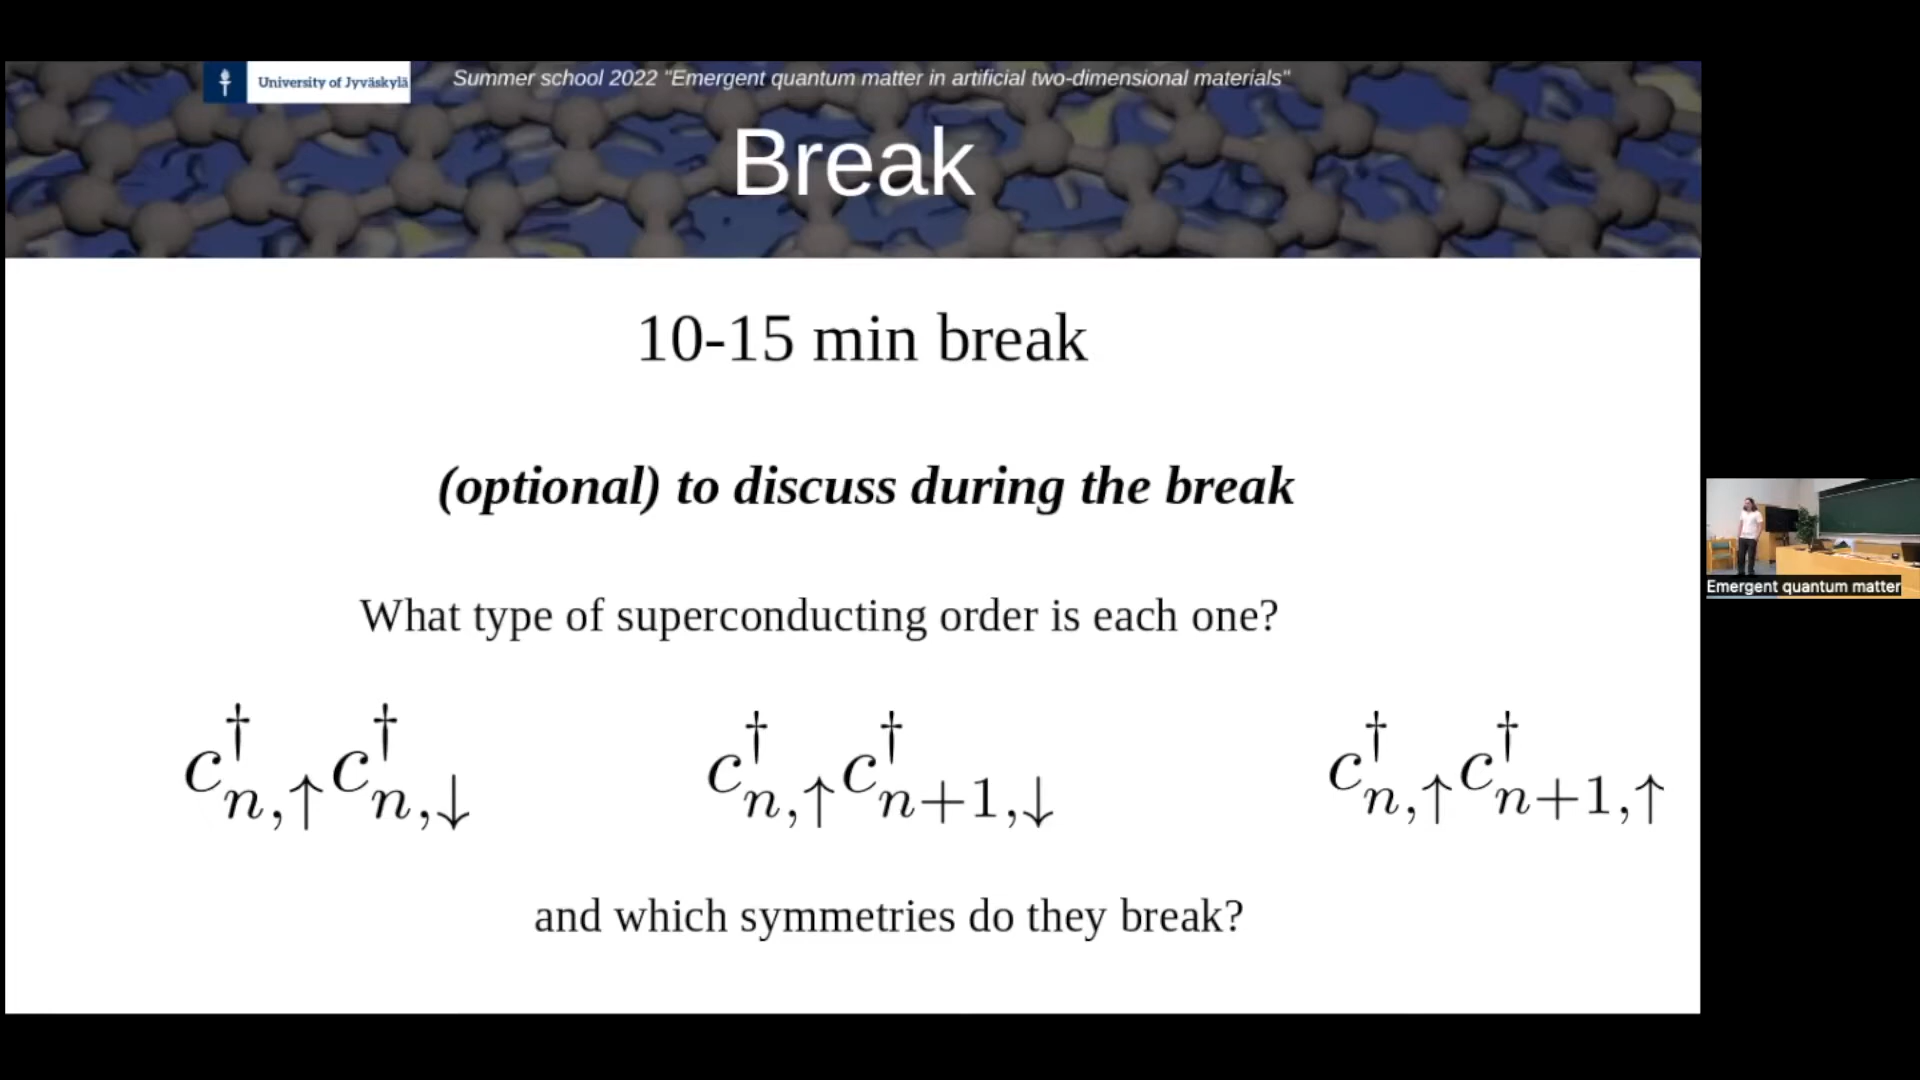 University of Jyväskylä
Summer school 2022 "Emergent quantum matter in artificial two-dimensional materials"
Break
10-15 min break
(optional) to discuss during the break
What type of superconducting order is each one?
c†n,↑c†n,↓ c†n,↑c†n+1,↓ c†n,↑c†n+1,↑
and which symmetries do they break?
Emergent quantum matter